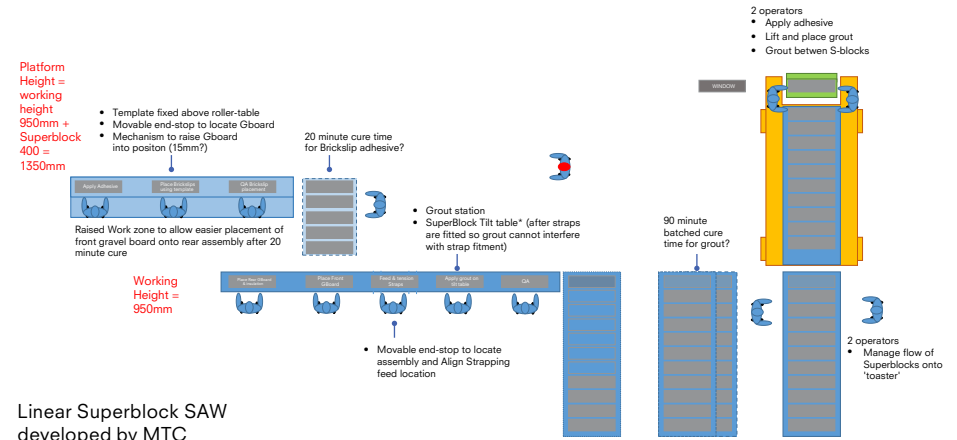 2 operators
• Apply adhesive
• Lift and place grout
• Grout betwen S-blocks
Platform
Height =
working
height
950mm +
Superblock
400 =
1350mm
• Template fixed above roller-table
• Movable end-stop to locate Gboard
• Mechanism to raise Gboard
into positon (15mm?)
20 minute cure time
for Brickslip adhesive?
WINDOW
Apply Adhesive
Place Brickslips
using template
QA Brickslip
placement
Raised Work zone to allow easier placement of
front gravel board onto rear assembly after 20
minute cure
• Grout station
• SuperBlock Tilt table* (after straps
are fitted so grout cannot interfere
with strap fitment)
90 minute
batched cure
time for grout?
Working
Height =
950mm
Place Rear GBoard
& insulation
Place Front
GBoard
Feed & tension
Straps
Apply grout on
tilt table
QA
• Movable end-stop to locate
assembly and Align Strapping
feed location
2 operators
• Manage flow of
Superblocks onto
'toaster'
Linear Superblock SAW
developed by MTC